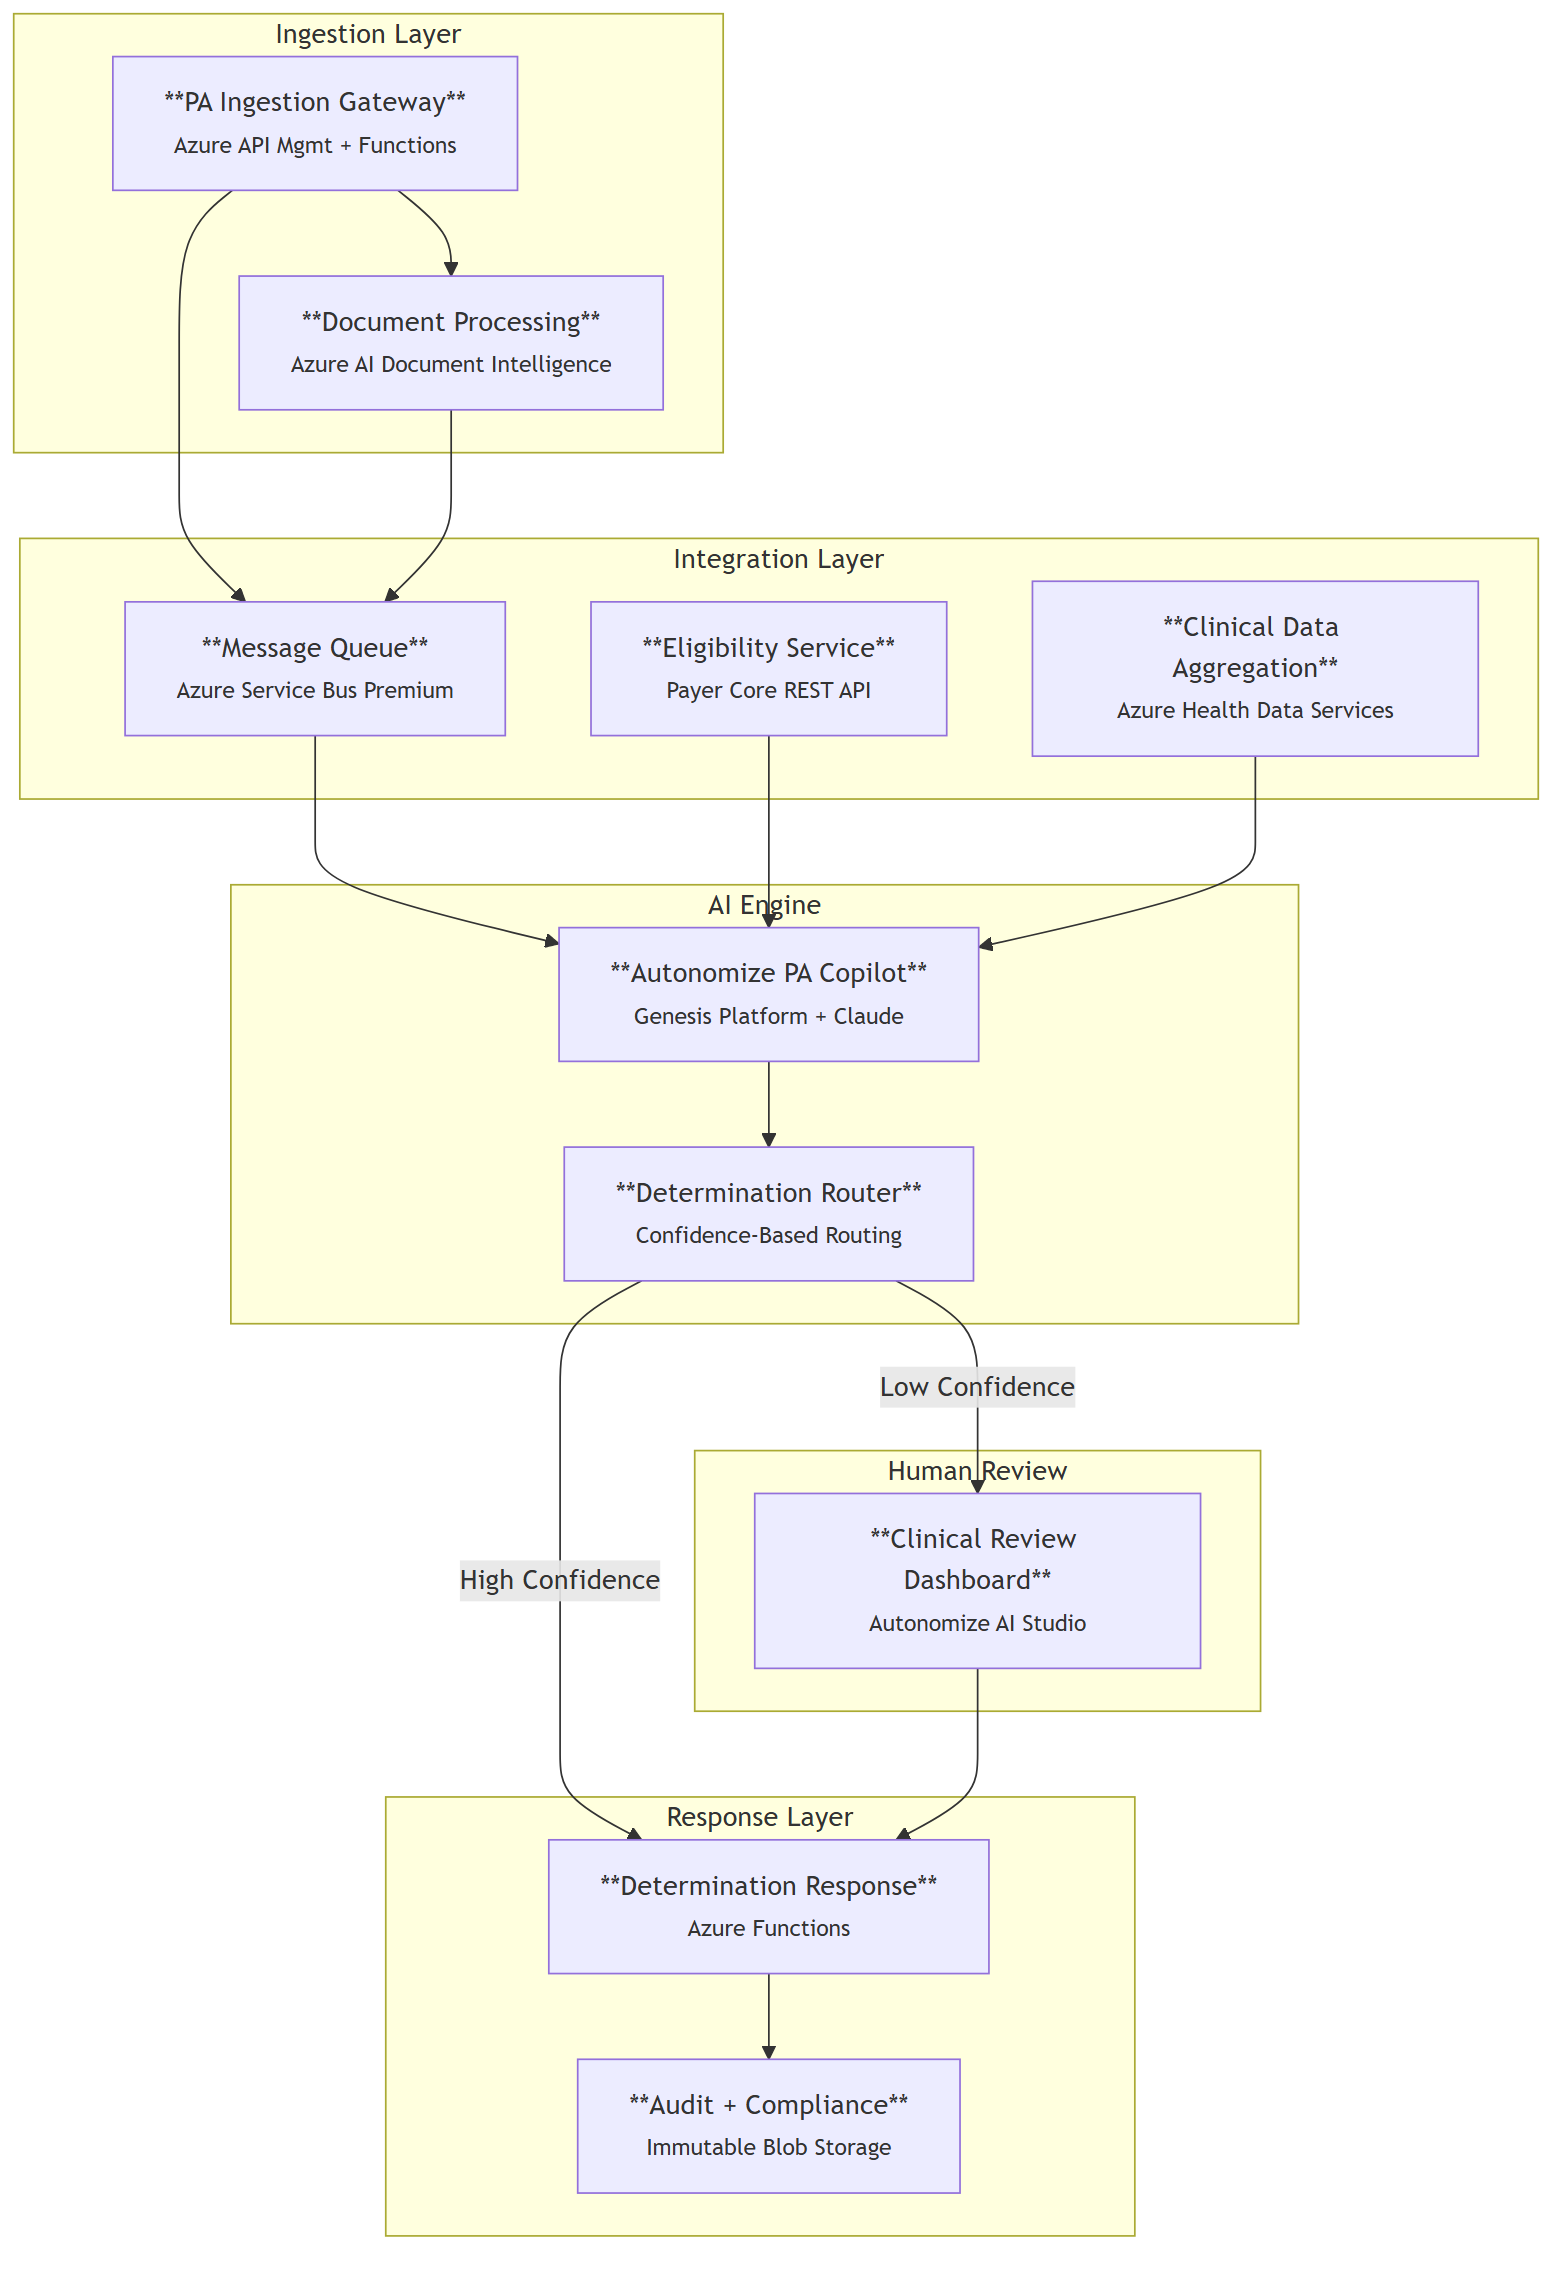 Ingestion Layer
**PA Ingestion Gateway**
Azure API Mgmt + Functions
**Document Processing**
Azure AI Document Intelligence
Integration Layer
**Message Queue**
Azure Service Bus Premium
**Eligibility Service**
Payer Core REST API
**Clinical Data
Aggregation**
Azure Health Data Services
AI Engine
**Autonomize PA Copilot**
Genesis Platform + Claude
**Determination Router**
Confidence-Based Routing
Low Confidence
High Confidence
Human Review
**Clinical Review
Dashboard**
Autonomize AI Studio
Response Layer
**Determination Response**
Azure Functions
**Audit + Compliance**
Immutable Blob Storage